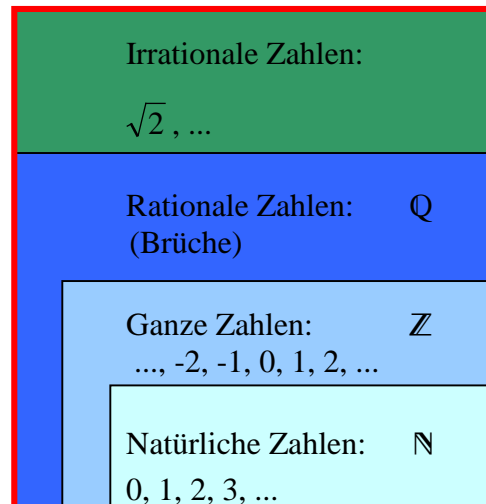 Irrationale Zahlen:
√2 , ...
Rationale Zahlen: ℚ
(Brüche)
Ganze Zahlen: ℤ
..., -2, -1, 0, 1, 2, ...
Natürliche Zahlen: ℕ
0, 1, 2, 3, ...